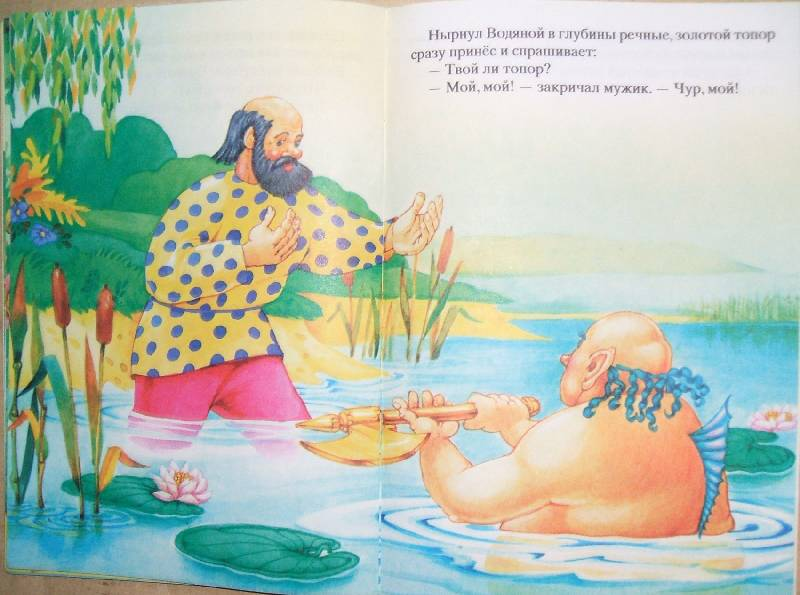 Нырнул Водяной в глубины речные, золотой топор
сразу принёс и спрашивает:
— Твой ли топор?
— Мой, мой! — закричал мужик. — Чур, мой!